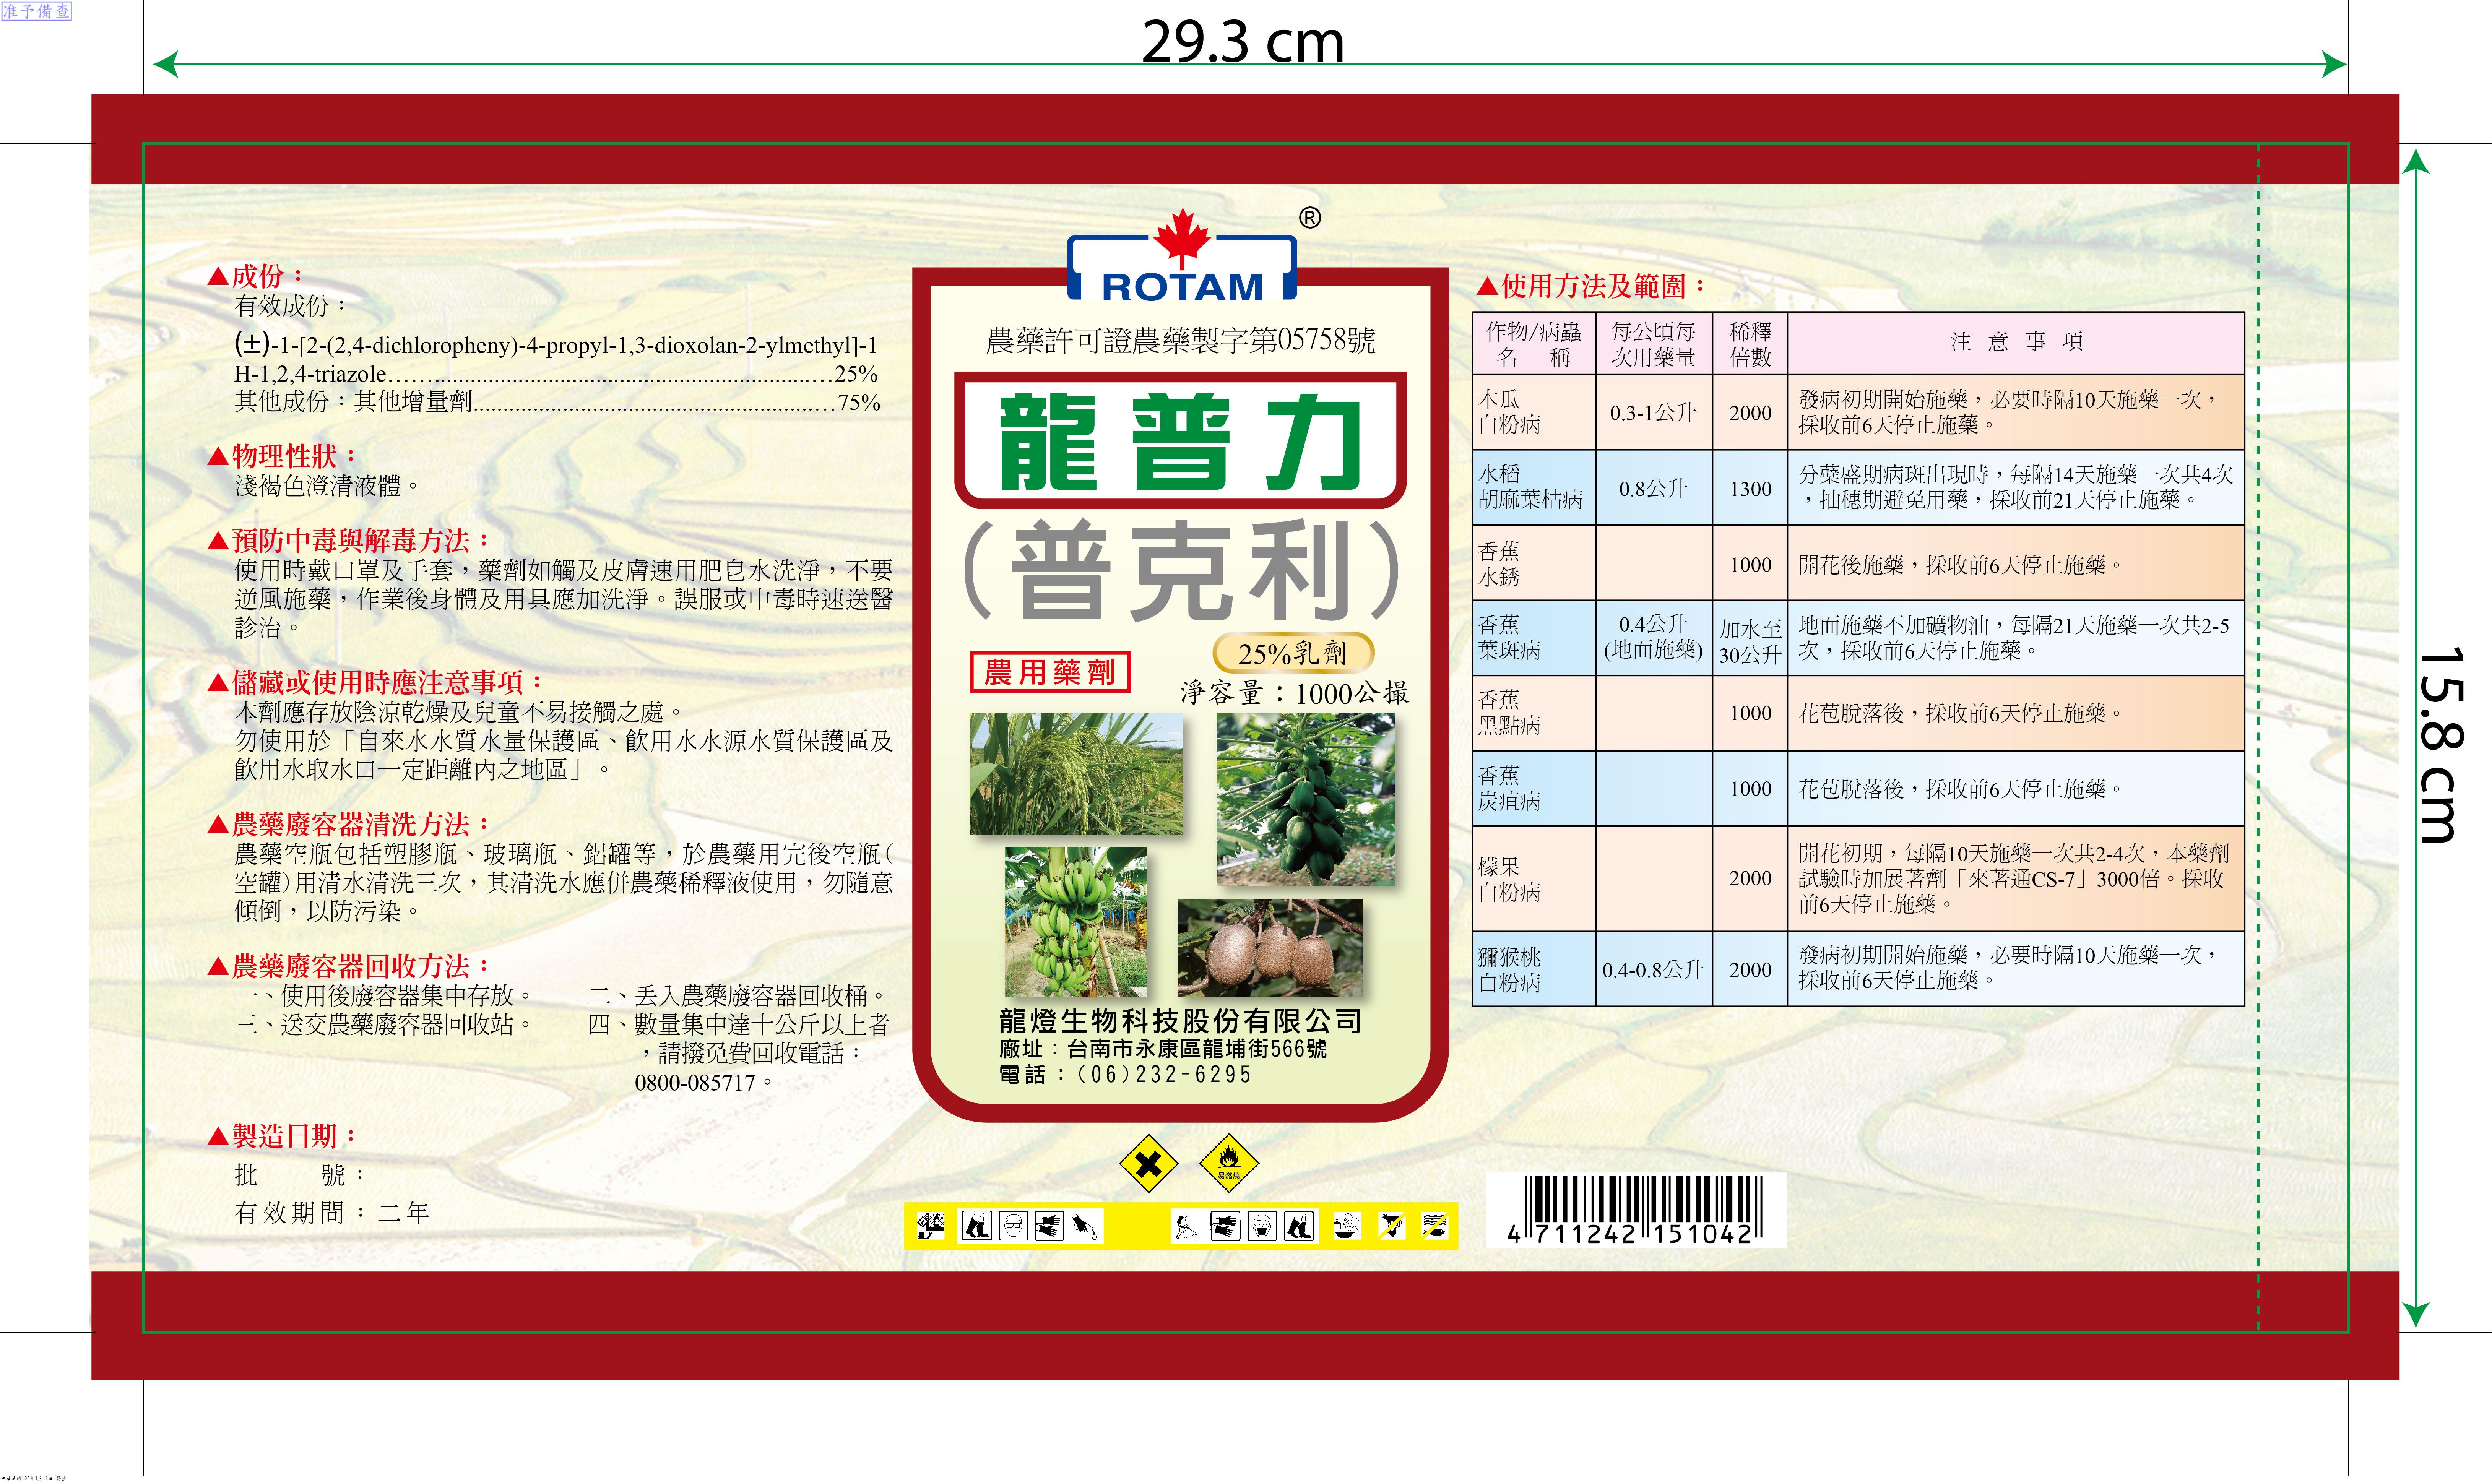 准予備查
29.3 cm
15.8 cm
▲成份：
有效成份：
(±)-1-[2-(2,4-dichloropheny)-4-propyl-1,3-dioxolan-2-ylmethyl]-1
H-1,2,4-triazole..........25%
其他成份：其他增量劑..........75%
▲物理性狀：
淺褐色澄清液體。
▲預防中毒與解毒方法：
使用時戴口罩及手套，藥劑如觸及皮膚速用肥皂水洗淨，不要
逆風施藥，作業後身體及用具應加洗淨。誤服或中毒時速送醫
診治。
▲儲藏或使用時應注意事項：
本劑應存放陰涼乾燥及兒童不易接觸之處。
勿使用於「自來水水質水量保護區、飲用水水源水質保護區及
飲用水取水口一定距離內之地區」。
▲農藥廢容器清洗方法：
農藥空瓶包括塑膠瓶、玻璃瓶、鋁罐等，於農藥用完後空瓶(
空罐)用清水清洗三次，其清洗水應併農藥稀釋液使用，勿隨意
傾倒，以防污染。
▲農藥廢容器回收方法：
一、使用後廢容器集中存放。 二、丟入農藥廢容器回收桶。
三、送交農藥廢容器回收站。 四、數量集中達十公斤以上者
，請撥免費回收電話：
0800-085717。
▲製造日期：
批 號：
有效期間：二年
®
ROTAM
農藥許可證農藥製字第05758號
龍普力
(普克利)
25%乳劑
農用藥劑
淨容量：1000公撮
龍燈生物科技股份有限公司
廠址：台南市永康區龍埔街566號
電話：(06)232-6295
易燃燒
▲使用方法及範圍：
作物/病蟲名 稱 每公頃每次用藥量 稀釋倍數 注意事項
木瓜
白粉病 0.3-1公升 2000 發病初期開始施藥，必要時隔10天施藥一次，
採收前6天停止施藥。
水稻
胡麻葉枯病 0.8公升 1300 分蘗盛期病斑出現時，每隔14天施藥一次共4次
，抽穗期避免用藥，採收前21天停止施藥。
香蕉
水銹 1000 開花後施藥，採收前6天停止施藥。
香蕉
葉斑病 0.4公升
(地面施藥) 加水至
30公升 地面施藥不加礦物油，每隔21天施藥一次共2-5
次，採收前6天停止施藥。
香蕉
黑點病 1000 花苞脫落後，採收前6天停止施藥。
香蕉
炭疽病 1000 花苞脫落後，採收前6天停止施藥。
檬果
白粉病 2000 開花初期，每隔10天施藥一次共2-4次，本藥劑
試驗時加展著劑「來著通CS-7」3000倍。採收
前6天停止施藥。
獼猴桃
白粉病 0.4-0.8公升 2000 發病初期開始施藥，必要時隔10天施藥一次，
採收前6天停止施藥。
4 711242 151042